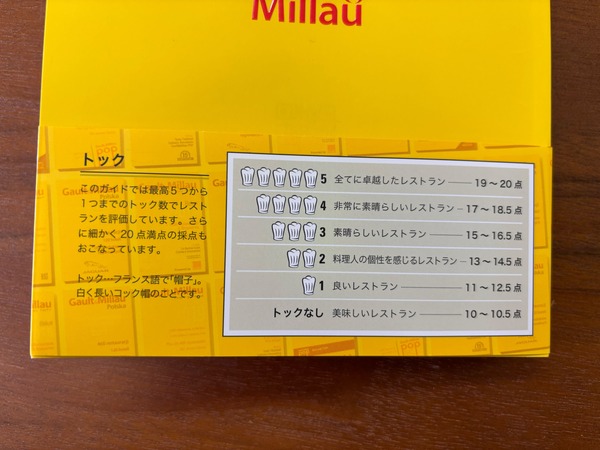 Millau
トック
このガイドでは最高5つから
1つまでのトック数でレスト
ランを評価しています。さら
に細かく20点満点の採点も
おこなっています。
トック…フランス語で「帽子」。
白く長いコック帽のことです。
5 全てに卓越したレストラン 19～20点
4 非常に素晴らしいレストラン 17～18.5点
3 素晴らしいレストラン 15～16.5点
2 料理人の個性を感じるレストラン 13～14.5点
1 良いレストラン 11～12.5点
トックなし 美味しいレストラン 10～10.5点
Gault&Millau
Polska
pop